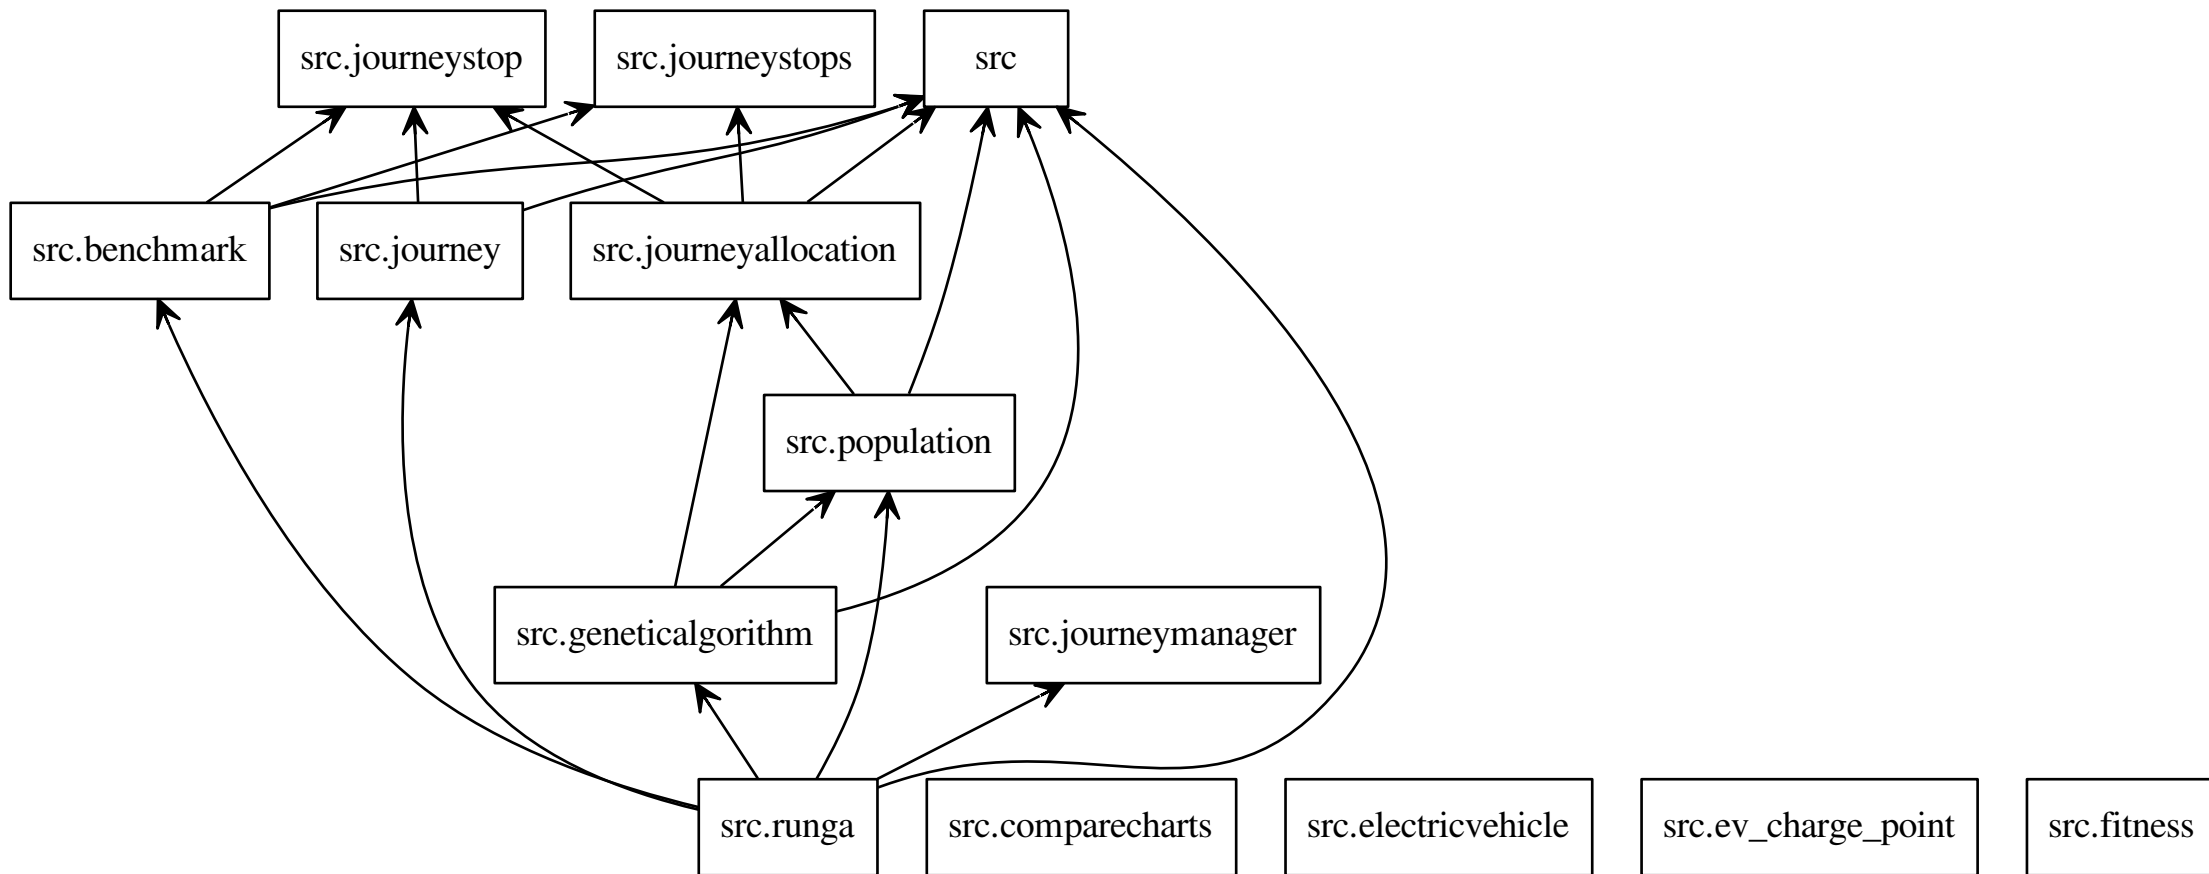 src.journeystop
src.journeystops
src
src.benchmark
src.journey
src.journeyallocation
src.population
src.geneticalgorithm
src.journeymanager
src.runga
src.comparecharts
src.electricvehicle
src.ev_charge_point
src.fitness